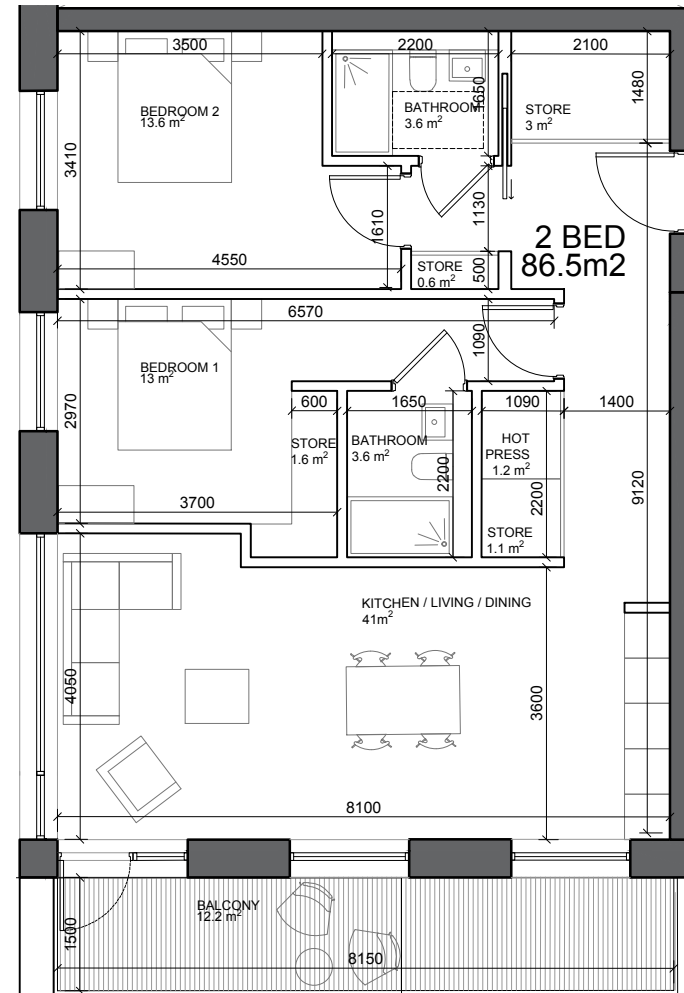 3500
2200
2100
BEDROOM 2
13.6 m²
BATHROOM
3.6 m²
1650
STORE
3 m²
1480
3410
1610
1130
4550
STORE
0.6 m²
500
2 BED
86.5m2
6570
1090
BEDROOM 1
13 m²
2970
600
1650
1090
1400
STORE
1.6 m²
BATHROOM
3.6 m²
2200
HOT
PRESS
1.2 m²
2200
9120
3700
STORE
1.1 m²
KITCHEN / LIVING / DINING
41m²
4050
3600
8100
BALCONY
12.2 m²
1500
8150